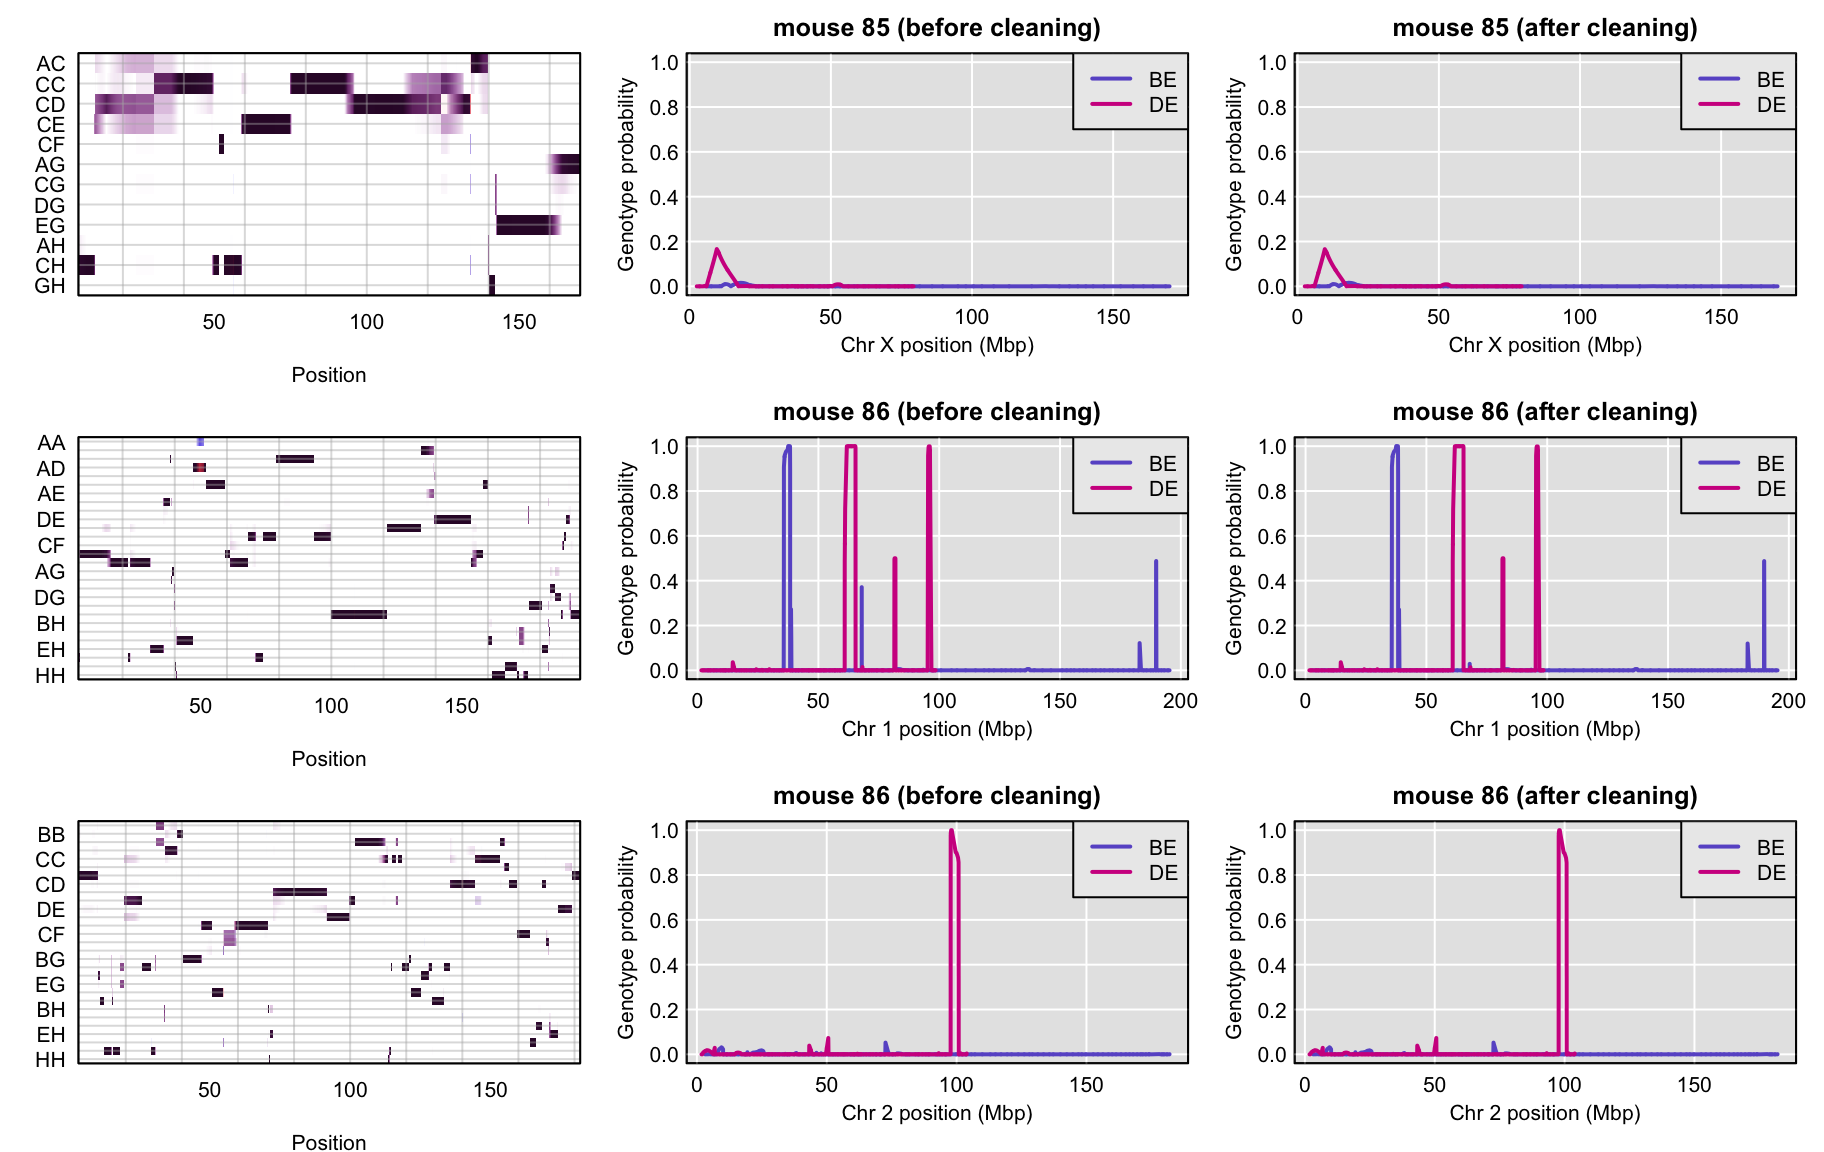 AC
CC
CD
CE
CF
AG
CG
DG
EG
AH
CH
GH
50 100 150
Position
mouse 85 (before cleaning)
Genotype probability
1.0
0.8
0.6
0.4
0.2
0.0
BE
DE
0 50 100 150
Chr X position (Mbp)
mouse 85 (after cleaning)
Genotype probability
1.0
0.8
0.6
0.4
0.2
0.0
BE
DE
0 50 100 150
Chr X position (Mbp)
AA
AD
AE
DE
CF
AG
DG
BH
EH
HH
50 100 150
Position
mouse 86 (before cleaning)
Genotype probability
1.0
0.8
0.6
0.4
0.2
0.0
BE
DE
0 50 100 150 200
Chr 1 position (Mbp)
mouse 86 (after cleaning)
Genotype probability
1.0
0.8
0.6
0.4
0.2
0.0
BE
DE
0 50 100 150 200
Chr 1 position (Mbp)
BB
CC
CD
DE
CF
BG
EG
BH
EH
HH
50 100 150
Position
mouse 86 (before cleaning)
Genotype probability
1.0
0.8
0.6
0.4
0.2
0.0
BE
DE
0 50 100 150
Chr 2 position (Mbp)
mouse 86 (after cleaning)
Genotype probability
1.0
0.8
0.6
0.4
0.2
0.0
BE
DE
0 50 100 150
Chr 2 position (Mbp)